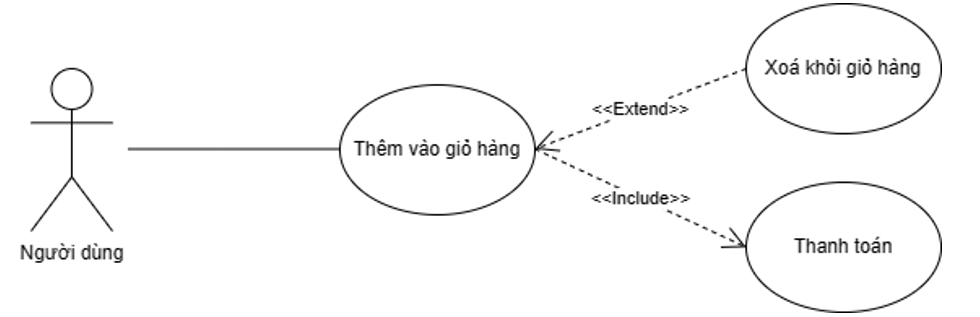 Xoá khỏi giỏ hàng
<<Extend>>
Thêm vào giỏ hàng
<<Include>>
Thanh toán
Người dùng